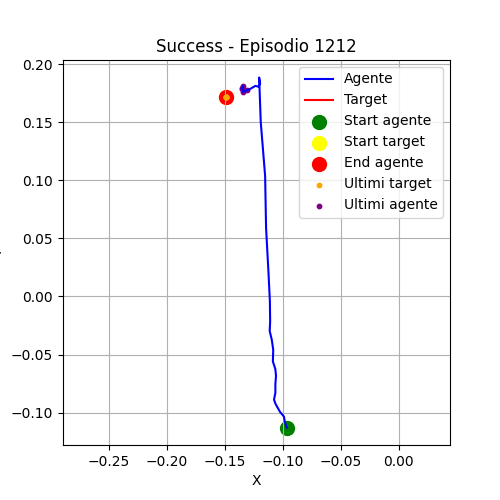 Success - Episodio 1212
Agente
Target
Start agente
Start target
End agente
Ultimi target
Ultimi agente
0.20
0.15
0.10
0.05
0.00
−0.05
−0.10
−0.25
−0.20
−0.15
−0.10
−0.05
0.00
X